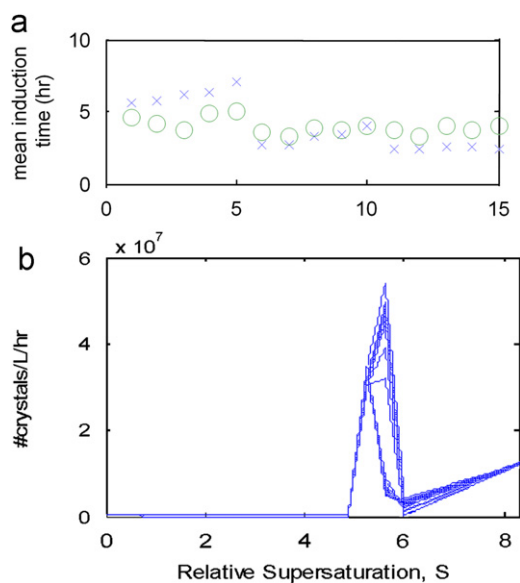 a
10
5
0
mean induction
time (hr)
0 5 10 15
b
x 10^7
6
4
2
0
#crystals/L/hr
0 2 4 6 8
Relative Supersaturation, S